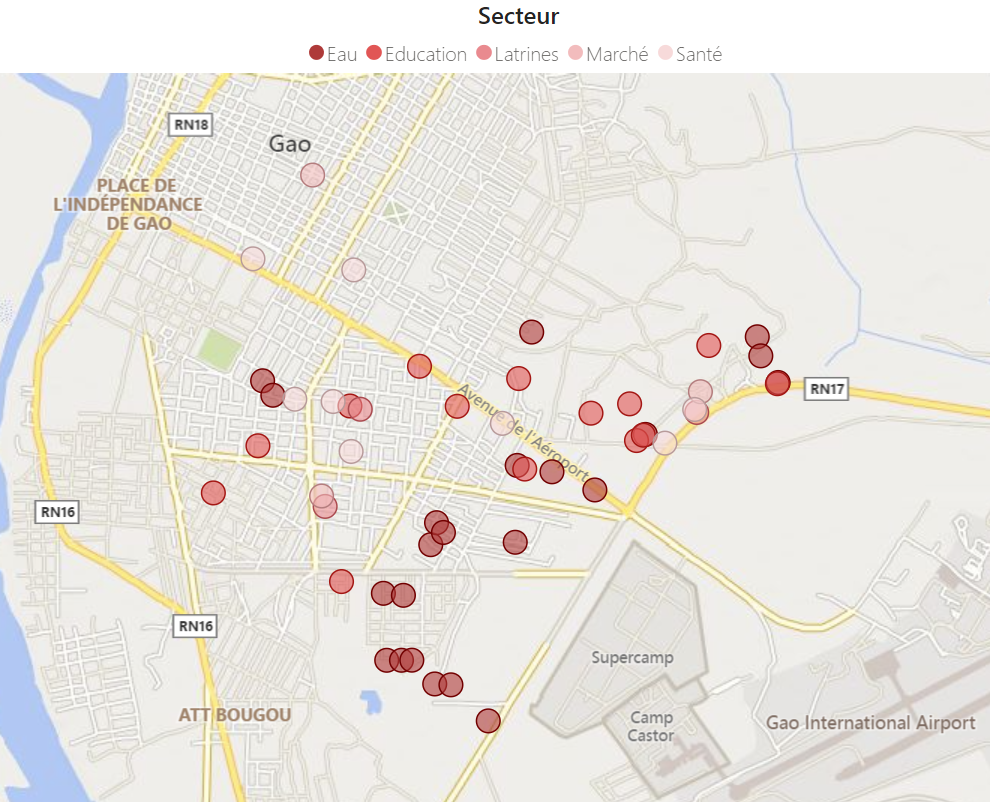 Secteur
Eau Education Latrines Marché Santé
RN18
Gao
PLACE DE
L'INDÉPENDANCE
DE GAO
RN17
Avenue de l'Aéroport
RN16
RN16
Supercamp
ATT BOUGOU
Camp
Castor
Gao International Airport